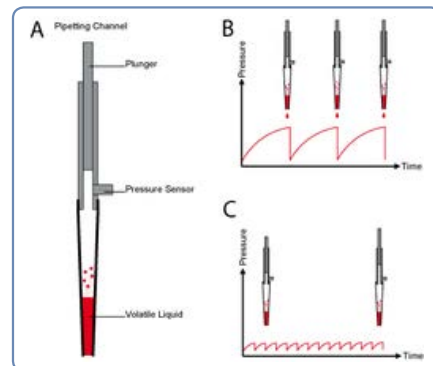 A
Pipetting Channel
Plunger
Pressure Sensor
Volatile Liquid
B
Pressure
Time
C
Pressure
Time